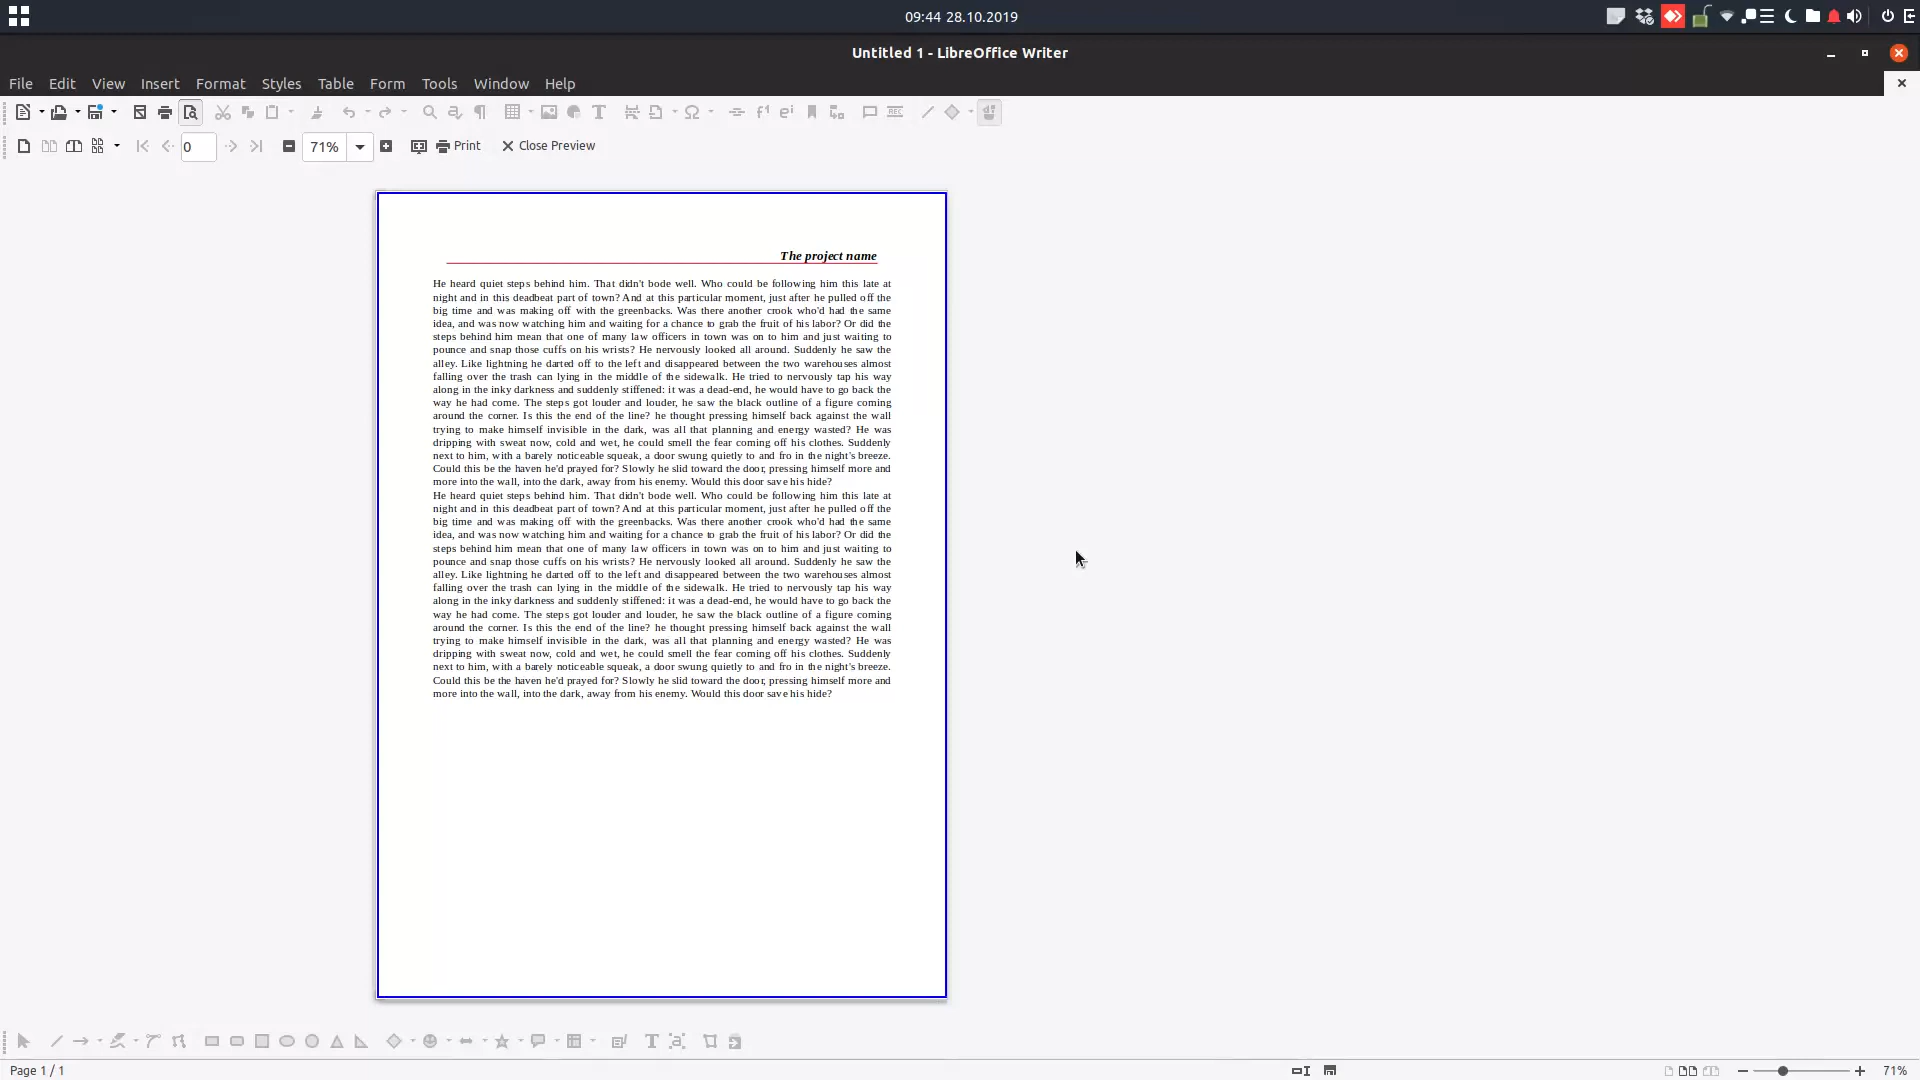 09:44 28.10.2019
Untitled 1 - LibreOffice Writer
File Edit View Insert Format Styles Table Form Tools Window Help
0 71% Print Close Preview
The project name
He heard quiet steps behind him. That didn't bode well. Who could be following him this late at
night and in this deadbeat part of town? And at this particular moment, just after he pulled off the
big time and was making off with the greenbacks. Was there another crook who'd had the same
idea, and was now watching him and waiting for a chance to grab the fruit of his labor? Or did the
steps behind him mean that one of many law officers in town was on to him and just waiting to
pounce and snap those cuffs on his wrists? He nervously looked all around. Suddenly he saw the
alley. Like lightning he darted off to the left and disappeared between the two warehouses almost
falling over the trash can lying in the middle of the sidewalk. He tried to nervously tap his way
along in the inky darkness and suddenly stiffened: it was a dead-end, he would have to go back the
way he had come. The steps got louder and louder, he saw the black outline of a figure coming
around the corner. Is this the end of the line? he thought pressing himself back against the wall
trying to make himself invisible in the dark, was all that planning and energy wasted? He was
dripping with sweat now, cold and wet, he could smell the fear coming off his clothes. Suddenly
next to him, with a barely noticeable squeak, a door swung quietly to and fro in the night's breeze.
Could this be the haven he'd prayed for? Slowly he slid toward the door, pressing himself more and
more into the wall, into the dark, away from his enemy. Would this door save his hide?
He heard quiet steps behind him. That didn't bode well. Who could be following him this late at
night and in this deadbeat part of town? And at this particular moment, just after he pulled off the
big time and was making off with the greenbacks. Was there another crook who'd had the same
idea, and was now watching him and waiting for a chance to grab the fruit of his labor? Or did the
steps behind him mean that one of many law officers in town was on to him and just waiting to
pounce and snap those cuffs on his wrists? He nervously looked all around. Suddenly he saw the
alley. Like lightning he darted off to the left and disappeared between the two warehouses almost
falling over the trash can lying in the middle of the sidewalk. He tried to nervously tap his way
along in the inky darkness and suddenly stiffened: it was a dead-end, he would have to go back the
way he had come. The steps got louder and louder, he saw the black outline of a figure coming
around the corner. Is this the end of the line? he thought pressing himself back against the wall
trying to make himself invisible in the dark, was all that planning and energy wasted? He was
dripping with sweat now, cold and wet, he could smell the fear coming off his clothes. Suddenly
next to him, with a barely noticeable squeak, a door swung quietly to and fro in the night's breeze.
Could this be the haven he'd prayed for? Slowly he slid toward the door, pressing himself more and
more into the wall, into the dark, away from his enemy. Would this door save his hide?
Page 1 / 1 71%